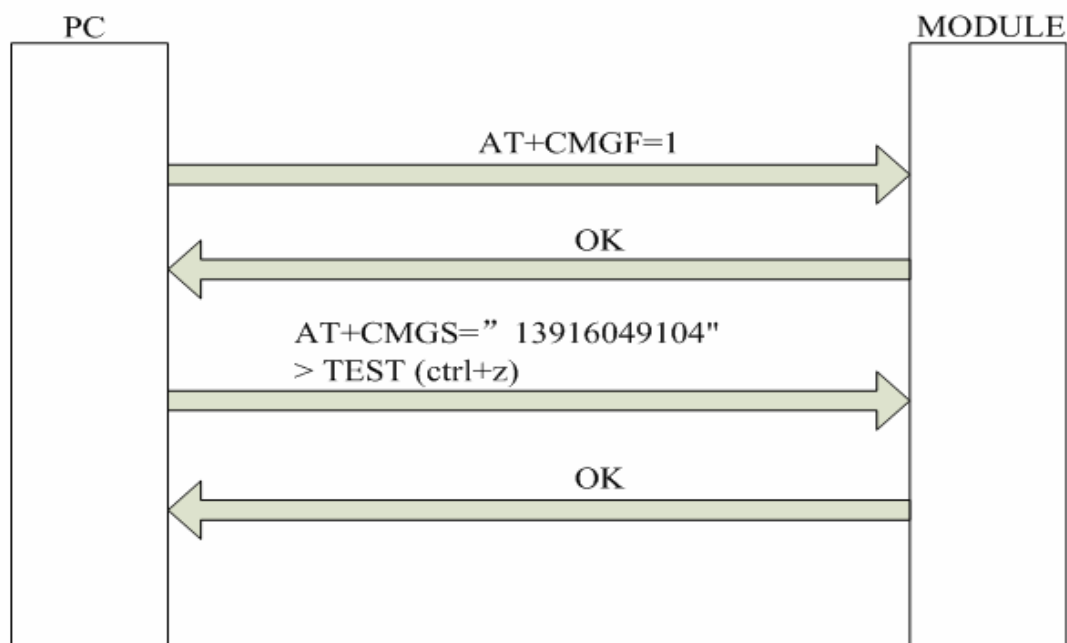 PC
MODULE
AT+CMGF=1
OK
AT+CMGS=” 13916049104"
> TEST (ctrl+z)
OK